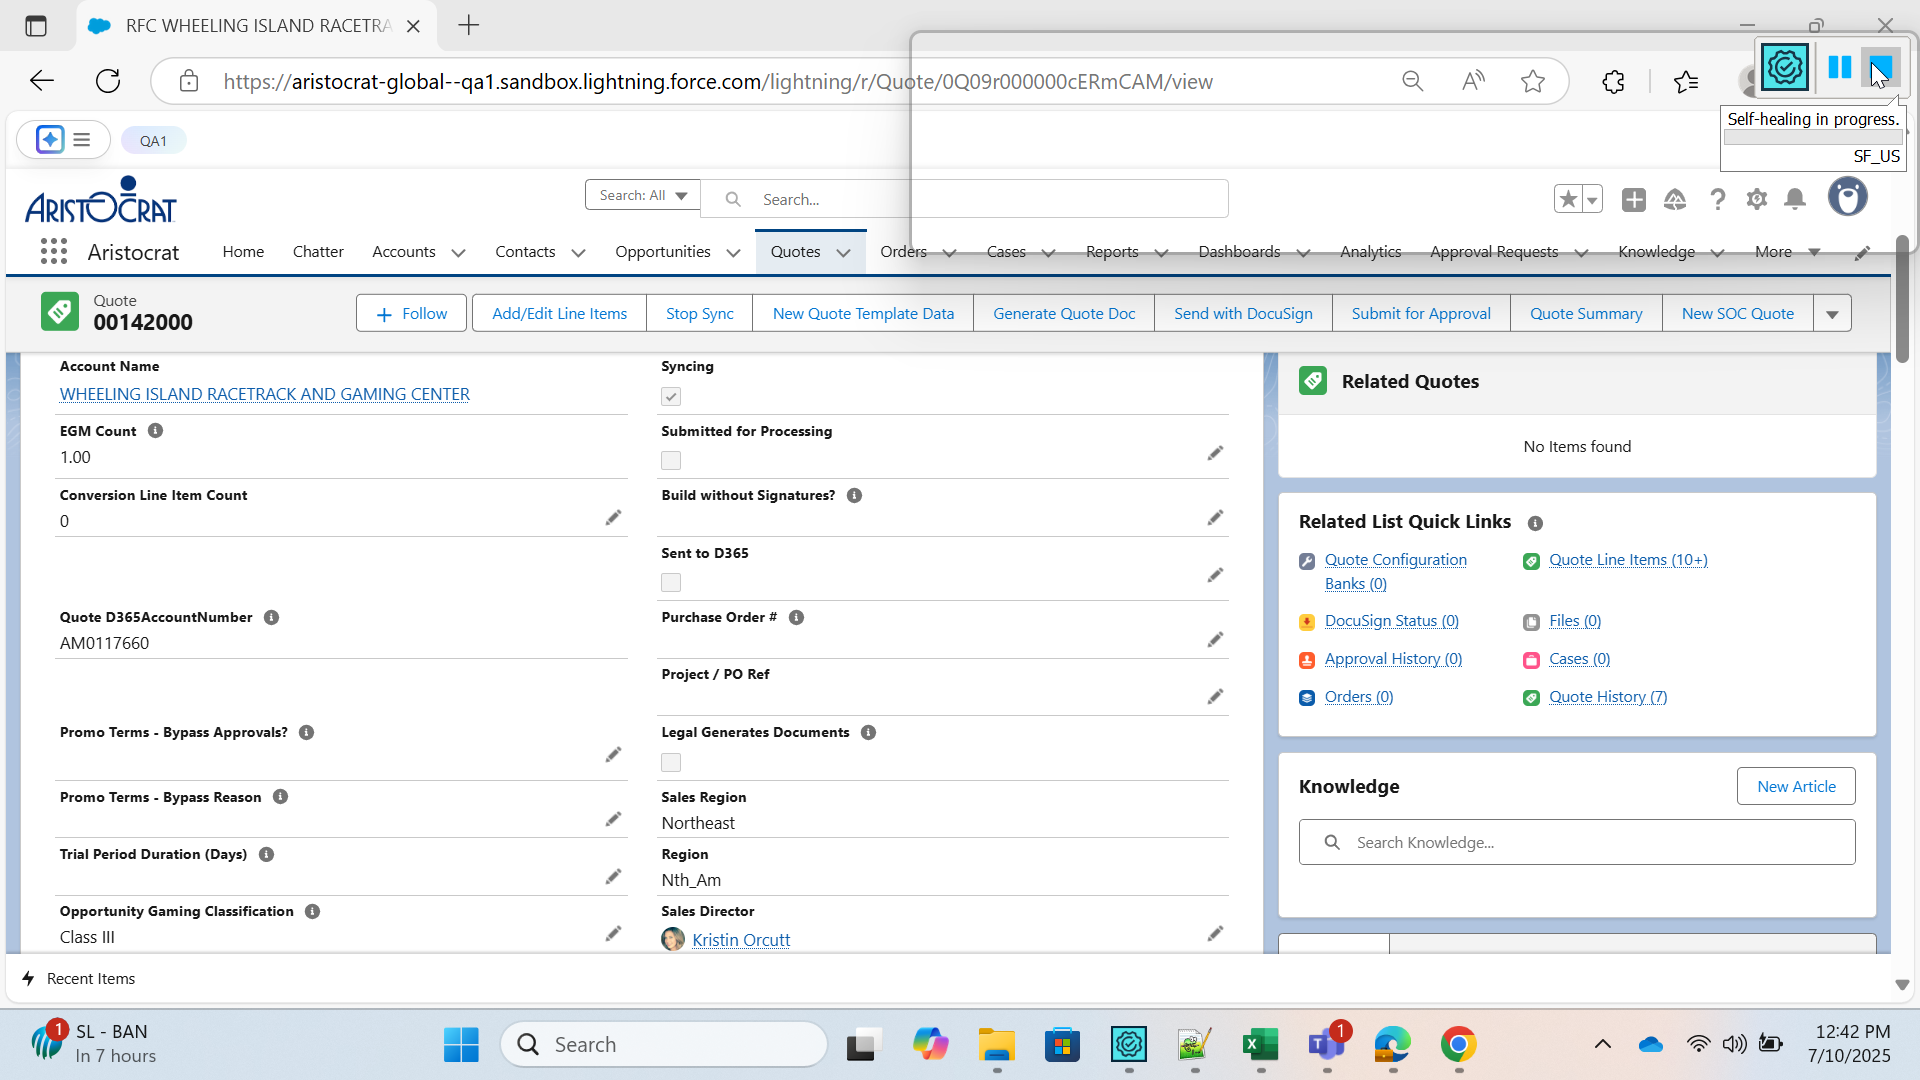 RFC WHEELING ISLAND RACETRA
https://aristocrat-global--qa1.sandbox.lightning.force.com/lightning/r/Quote/0Q09r000000cERmCAM/view
Self-healing in progress.
SF_US
QA1
ARISTOCRAT
Search: All
Search...
Aristocrat
Home
Chatter
Accounts
Contacts
Opportunities
Quotes
Orders
Cases
Reports
Dashboards
Analytics
Approval Requests
Knowledge
More
Quote
00142000
Follow
Add/Edit Line Items
Stop Sync
New Quote Template Data
Generate Quote Doc
Send with DocuSign
Submit for Approval
Quote Summary
New SOC Quote
Account Name
WHEELING ISLAND RACETRACK AND GAMING CENTER
Syncing
EGM Count
1.00
Submitted for Processing
Conversion Line Item Count
0
Build without Signatures?
Sent to D365
Quote D365AccountNumber
AM0117660
Purchase Order #
Project / PO Ref
Promo Terms - Bypass Approvals?
Legal Generates Documents
Promo Terms - Bypass Reason
Sales Region
Northeast
Trial Period Duration (Days)
Region
Nth_Am
Opportunity Gaming Classification
Class III
Sales Director
Kristin Orcutt
Related Quotes
No Items found
Related List Quick Links
Quote Configuration
Banks (0)
Quote Line Items (10+)
DocuSign Status (0)
Files (0)
Approval History (0)
Cases (0)
Orders (0)
Quote History (7)
Knowledge
New Article
Search Knowledge...
Recent Items
1
SL - BAN
In 7 hours
Search
1
12:42 PM
7/10/2025